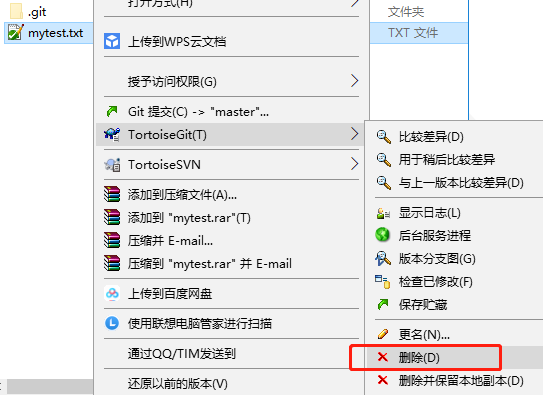 打开方式(H)
.git
文件夹
mytest.txt
TXT 文件
上传到WPS云文档
授予访问权限(G)
Git 提交(C) -> "master"...
TortoiseGit(T)
TortoiseSVN
添加到压缩文件(A)...
添加到 "mytest.rar"(T)
压缩并 E-mail...
压缩到 "mytest.rar" 并 E-mail
上传到百度网盘
使用联想电脑管家进行扫描
通过QQ/TIM发送到
还原以前的版本(V)
比较差异(D)
用于稍后比较差异
与上一版本比较差异(D)
显示日志(L)
后台服务进程
版本分支图(G)
检查已修改(F)
保存贮藏
更名(N)...
删除(D)
删除并保留本地副本(D)